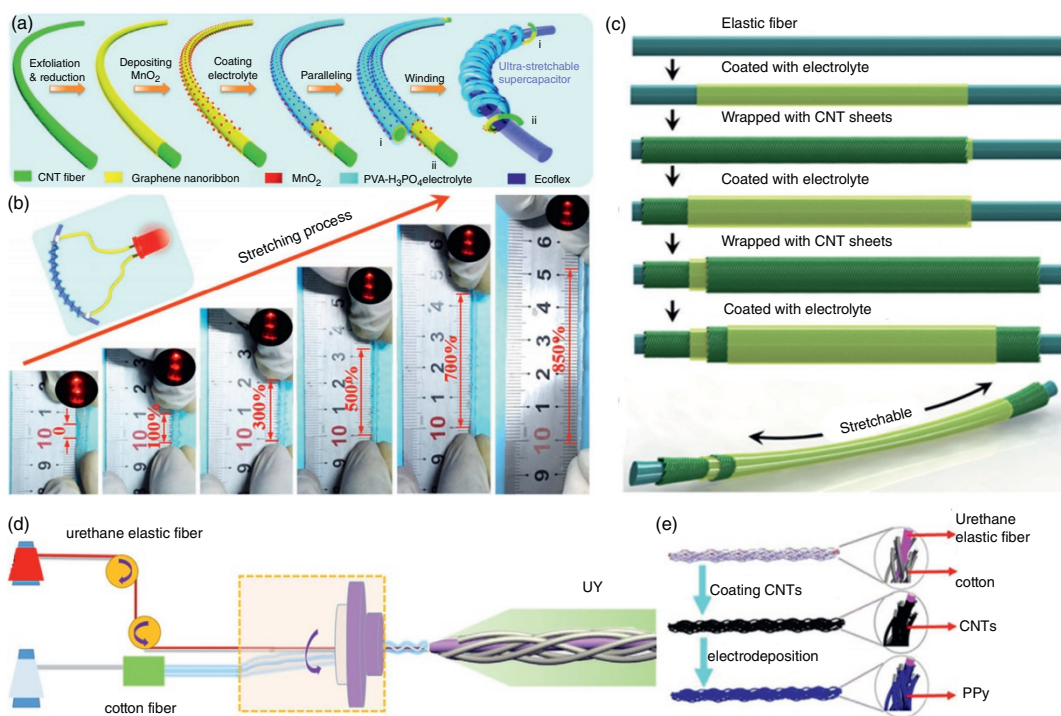 (a)
Exfoliation
& reduction
Depositing
MnO₂
Coating
electrolyte
Paralleling
Winding
i
Ultra-stretchable
supercapacitor
ii
i
ii
CNT fiber
Graphene nanoribbon
MnO₂
PVA-H₃PO₄electrolyte
Ecoflex
(b)
Stretching process
0
100%
300%
500%
700%
850%
(c)
Elastic fiber
Coated with electrolyte
Wrapped with CNT sheets
Coated with electrolyte
Wrapped with CNT sheets
Coated with electrolyte
Stretchable
(d)
urethane elastic fiber
cotton fiber
UY
(e)
Urethane
elastic fiber
cotton
Coating CNTs
CNTs
electrodeposition
PPy